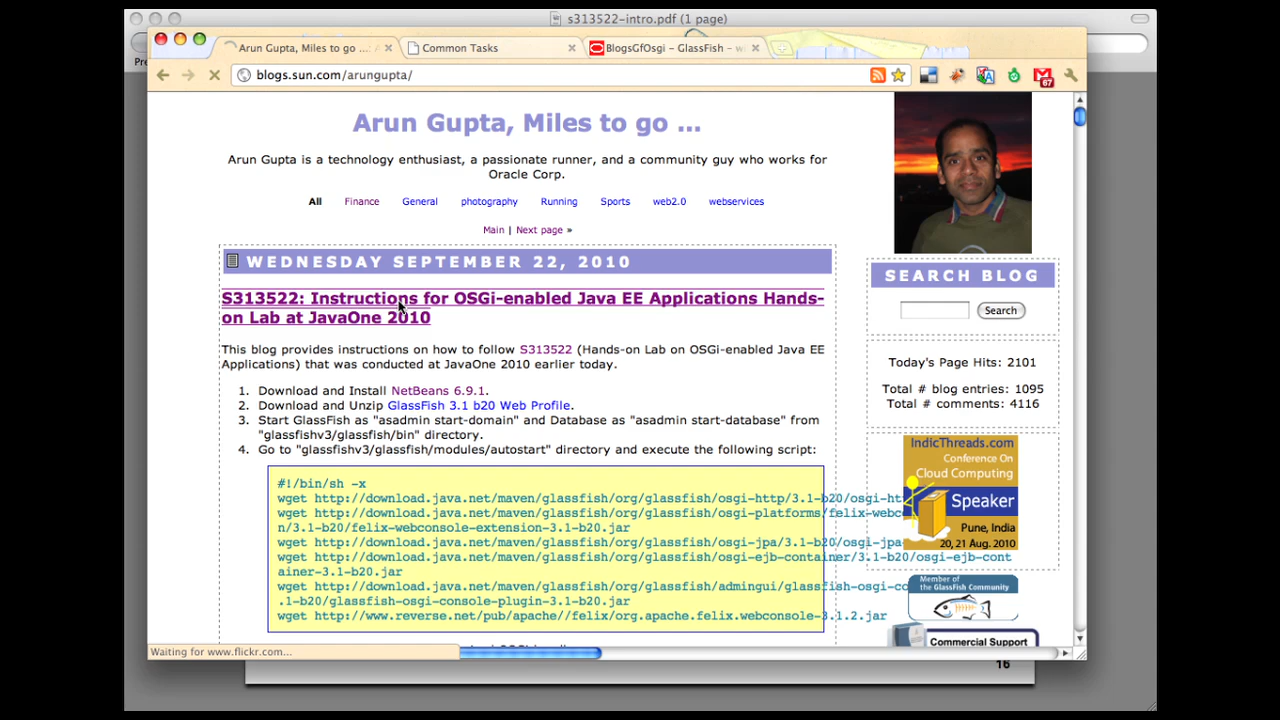 s313522-intro.pdf (1 page)
Arun Gupta, Miles to go ...:
Common Tasks
BlogsGfOsgi – GlassFish – w
Pre
blogs.sun.com/arungupta/
67
Arun Gupta, Miles to go ...
Arun Gupta is a technology enthusiast, a passionate runner, and a community guy who works for
Oracle Corp.
All Finance General photography Running Sports web2.0 webservices
Main | Next page »
WEDNESDAY SEPTEMBER 22, 2010
S313522: Instructions for OSGi-enabled Java EE Applications Hands-
on Lab at JavaOne 2010
This blog provides instructions on how to follow S313522 (Hands-on Lab on OSGi-enabled Java EE
Applications) that was conducted at JavaOne 2010 earlier today.
1. Download and Install NetBeans 6.9.1.
2. Download and Unzip GlassFish 3.1 b20 Web Profile.
3. Start GlassFish as "asadmin start-domain" and Database as "asadmin start-database" from
"glassfishv3/glassfish/bin" directory.
4. Go to "glassfishv3/glassfish/modules/autostart" directory and execute the following script:
#!/bin/sh -x
wget http://download.java.net/maven/glassfish/org/glassfish/osgi-http/3.1-b20/osgi-ht
wget http://download.java.net/maven/glassfish/org/glassfish/osgi-platforms/felix-webc
n/3.1-b20/felix-webconsole-extension-3.1-b20.jar
wget http://download.java.net/maven/glassfish/org/glassfish/osgi-jpa/3.1-b20/osgi-jpa-
wget http://download.java.net/maven/glassfish/org/glassfish/osgi-ejb-container/3.1-b20/osgi-ejb-cont
ainer-3.1-b20.jar
wget http://download.java.net/maven/glassfish/org/glassfish/admingui/glassfish-osgi-co
.1-b20/glassfish-osgi-console-plugin-3.1-b20.jar
wget http://www.reverse.net/pub/apache//felix/org.apache.felix.webconsole-3.1.2.jar
SEARCH BLOG
Search
Today's Page Hits: 2101
Total # blog entries: 1095
Total # comments: 4116
IndicThreads.com
Conference On
Cloud Computing
Speaker
Pune, India
20, 21 Aug. 2010
Member of
the GlassFish Community
Commercial Support
Waiting for www.flickr.com...
16